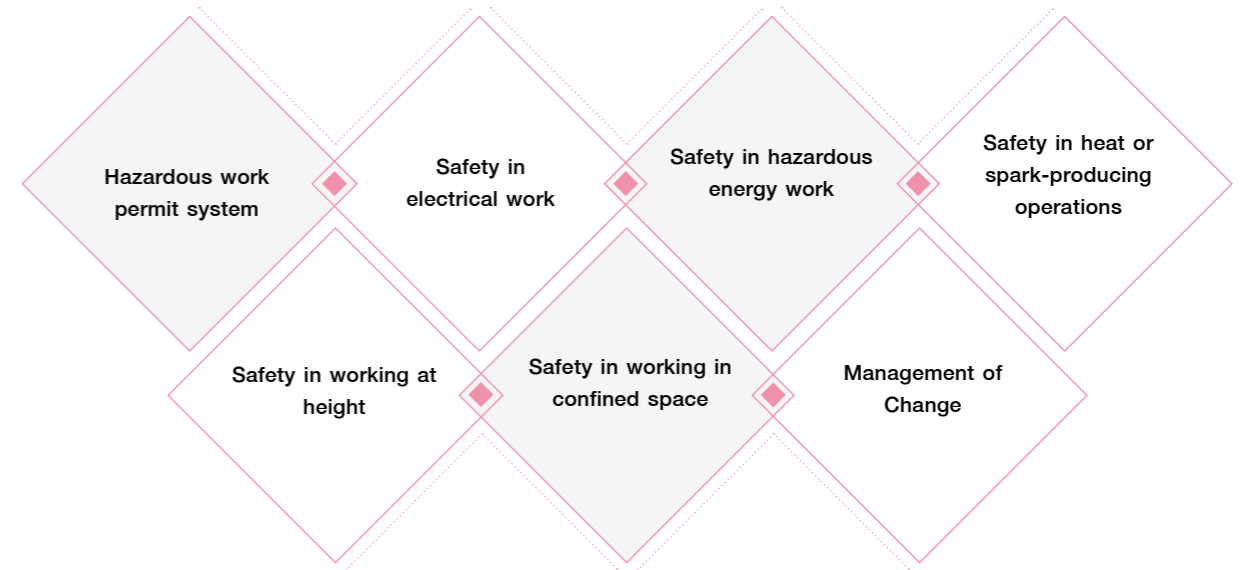 Hazardous work
permit system
Safety in
electrical work
Safety in hazardous
energy work
Safety in heat or
spark-producing
operations
Safety in working at
height
Safety in working in
confined space
Management of
Change